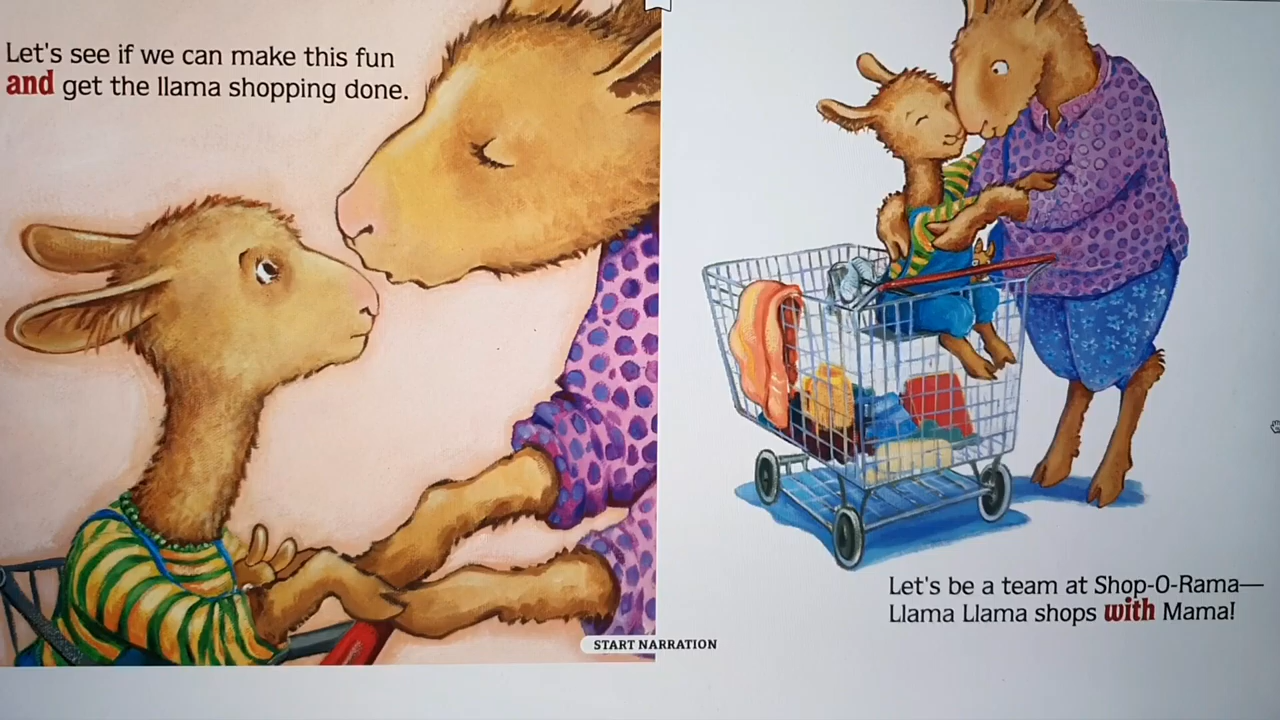 Let's see if we can make this fun
and get the llama shopping done.
START NARRATION
Let's be a team at Shop-O-Rama—
Llama Llama shops with Mama!